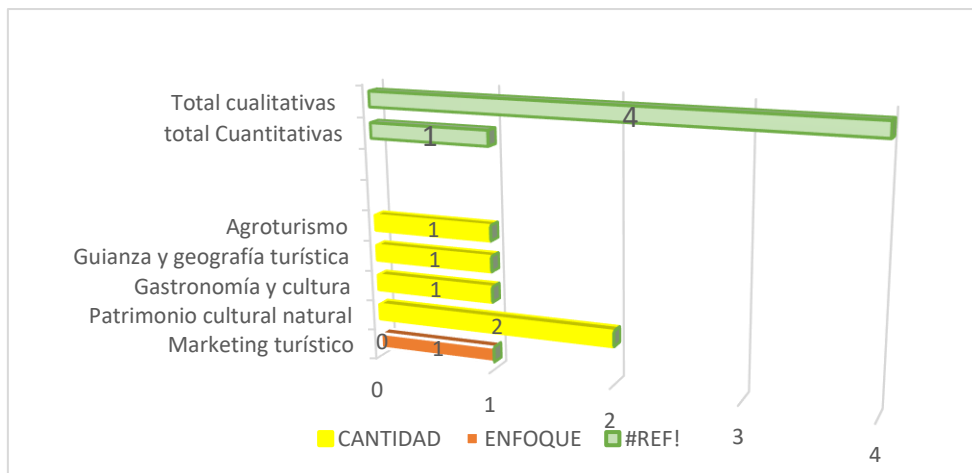 Total cualitativas
4
total Cuantitativas
1
Agroturismo
1
Guianza y geografía turística
1
Gastronomía y cultura
1
Patrimonio cultural natural
2
Marketing turístico
0
1
0
1
2
3
4
CANTIDAD ENFOQUE #REF!